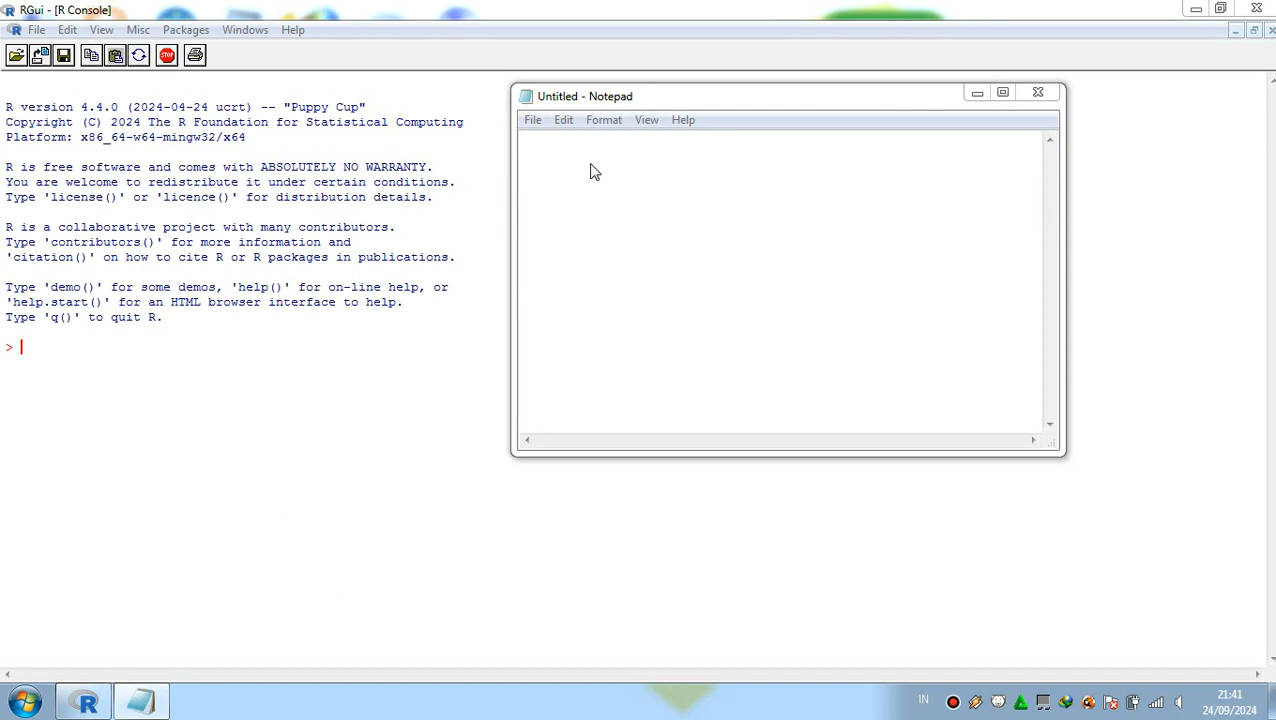 RGui - [R Console]
File Edit View Misc Packages Windows Help
STOP
R version 4.4.0 (2024-04-24 ucrt) -- "Puppy Cup"
Copyright (C) 2024 The R Foundation for Statistical Computing
Platform: x86_64-w64-mingw32/x64
R is free software and comes with ABSOLUTELY NO WARRANTY.
You are welcome to redistribute it under certain conditions.
Type 'license()' or 'licence()' for distribution details.
R is a collaborative project with many contributors.
Type 'contributors()' for more information and
'citation()' on how to cite R or R packages in publications.
Type 'demo()' for some demos, 'help()' for on-line help, or
'help.start()' for an HTML browser interface to help.
Type 'q()' to quit R.
>
Untitled - Notepad
File Edit Format View Help
IN
21:41
24/09/2024